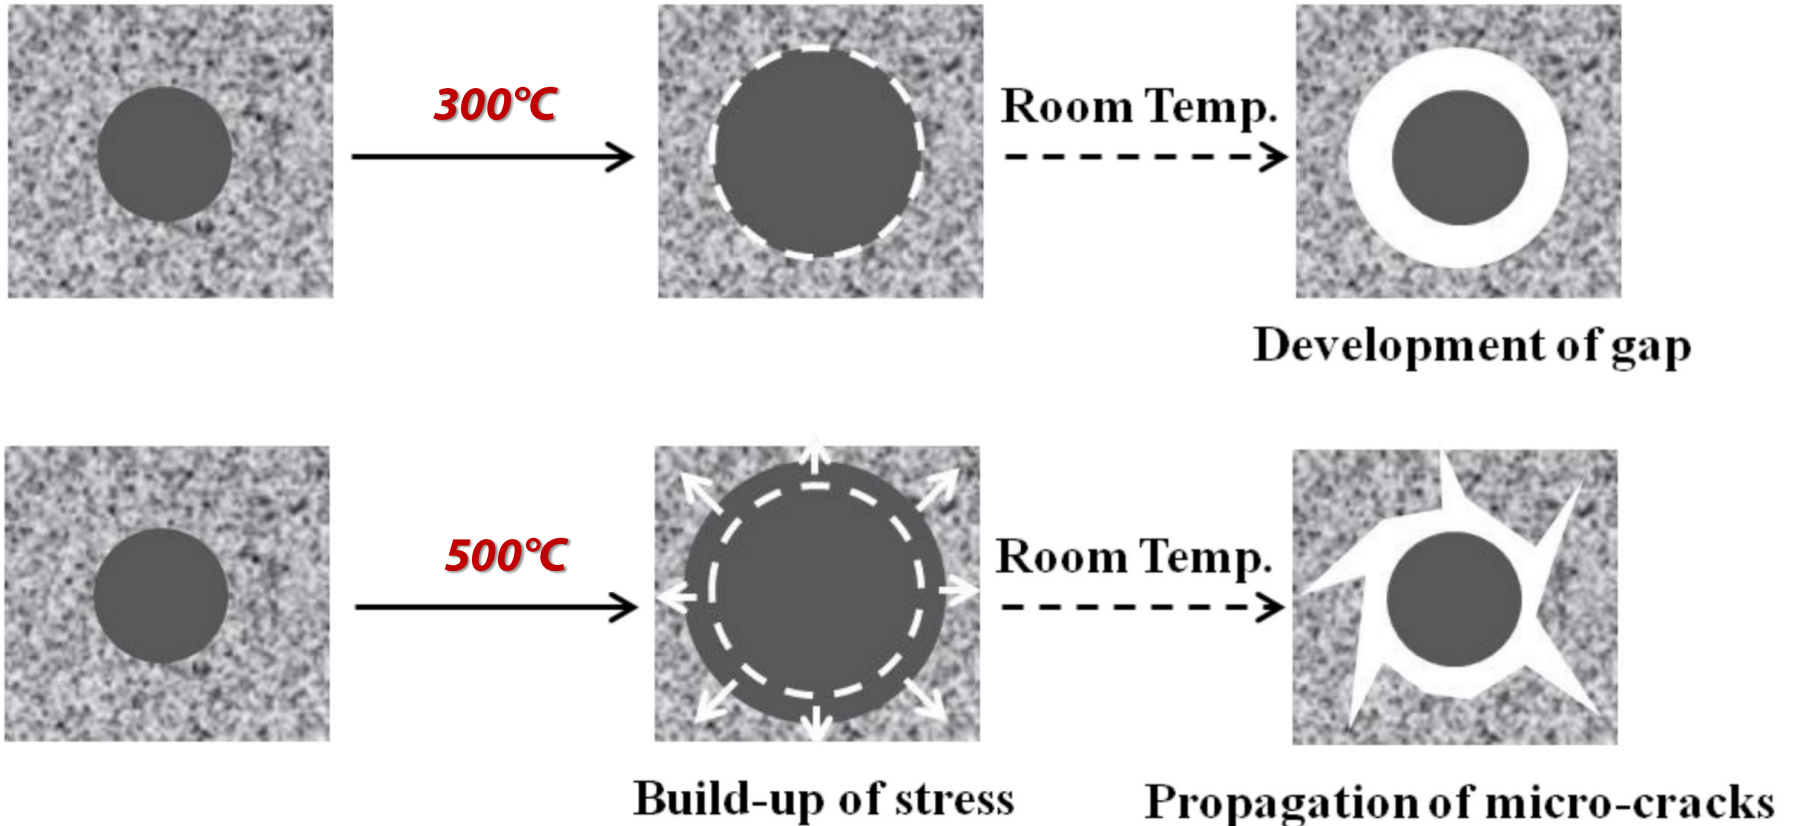 300°C
Room Temp.
Development of gap
500°C
Room Temp.
Build-up of stress
Propagation of micro-cracks